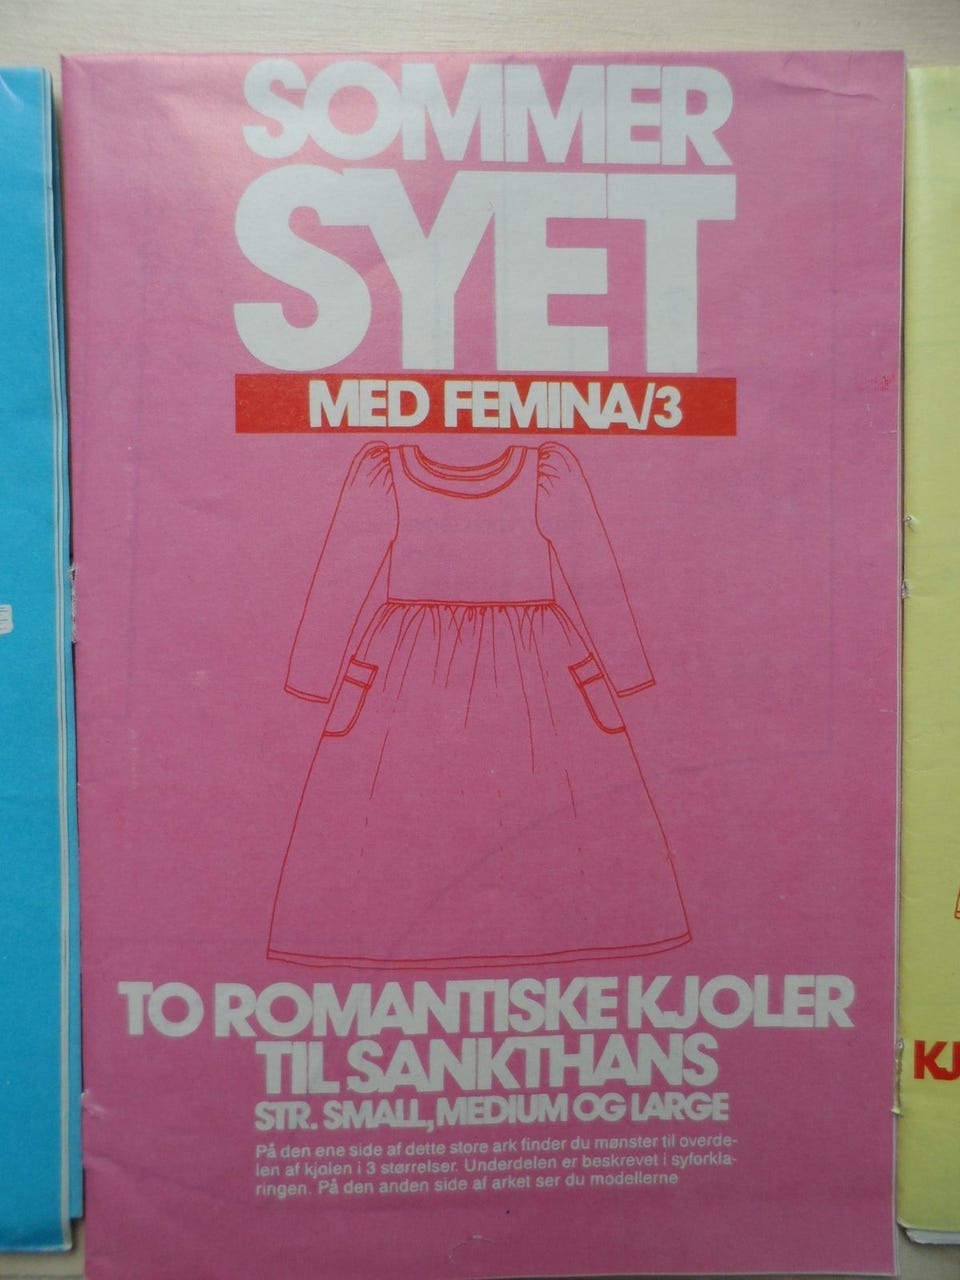 SOMMER
SYET
MED FEMINA/3
TO ROMANTISKE KJOLER
TIL SANKTHANS
STR. SMALL, MEDIUM OG LARGE
På den ene side af dette store ark finder du mønster til overde-
len af kjolen i 3 størrelser. Underdelen er beskrevet i syforkla-
ringen. På den anden side af arket ser du modellerne
KJ